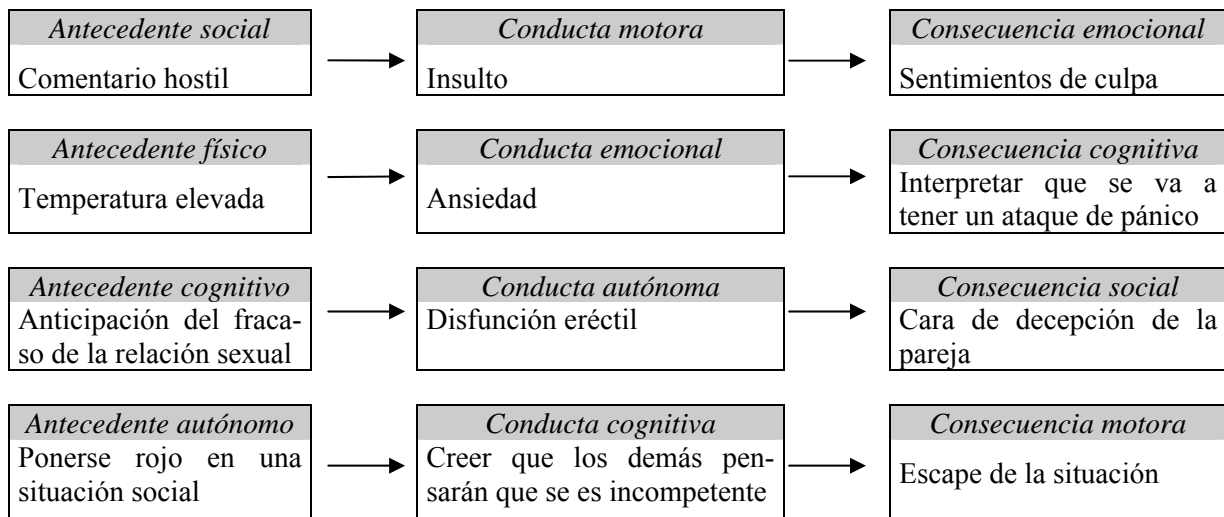 Antecedente social
Comentario hostil
Conducta motora
Insulto
Consecuencia emocional
Sentimientos de culpa
Antecedente físico
Temperatura elevada
Conducta emocional
Ansiedad
Consecuencia cognitiva
Interpretar que se va a
tener un ataque de pánico
Antecedente cognitivo
Anticipación del fraca-
so de la relación sexual
Conducta autónoma
Disfunción eréctil
Consecuencia social
Cara de decepción de la
pareja
Antecedente autónomo
Ponerse rojo en una
situación social
Conducta cognitiva
Creer que los demás pen-
sarán que se es incompetente
Consecuencia motora
Escape de la situación